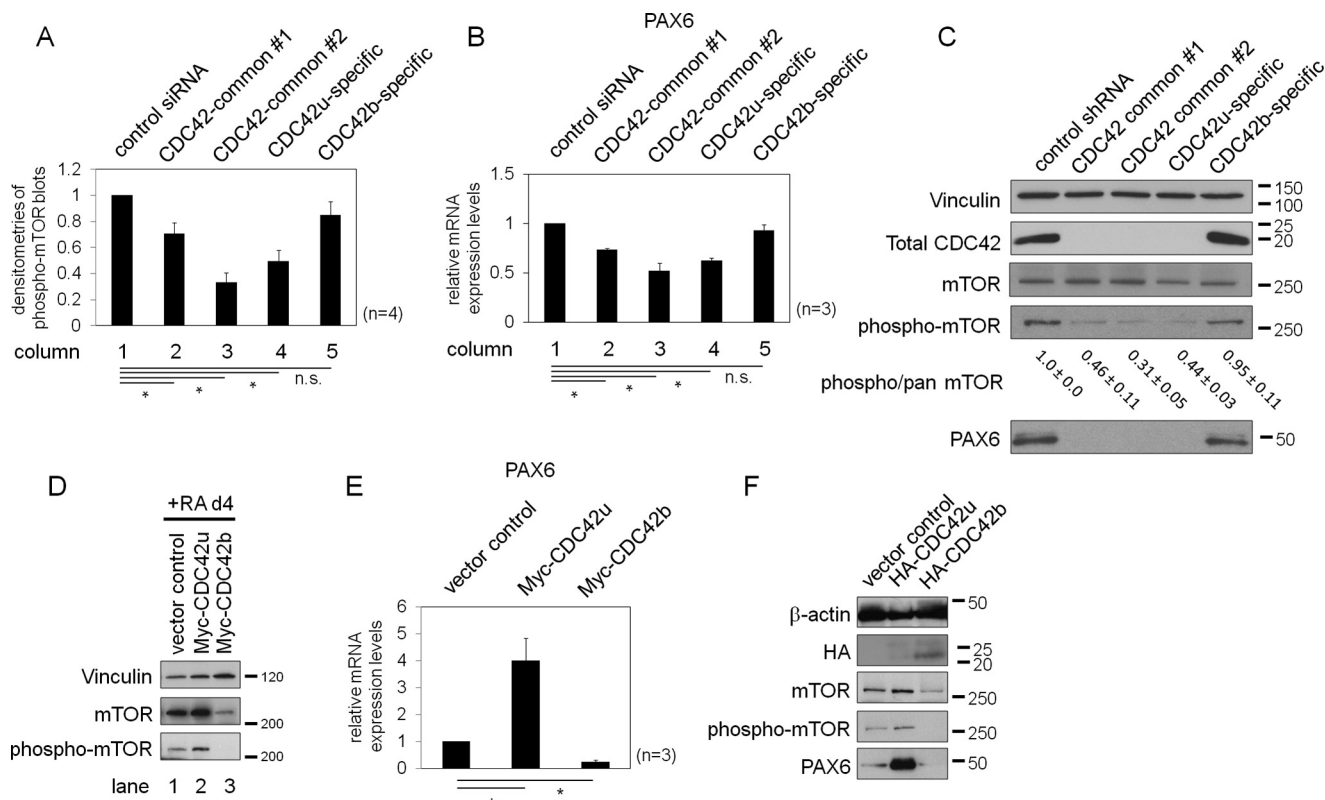 A
control siRNA
CDC42-common #1
CDC42-common #2
CDC42u-specific
CDC42b-specific
densitometries of
phospho-mTOR blots
1.2
1
0.8
0.6
0.4
0.2
0
(n=4)
column 1 2 3 4 5
* * * n.s.
B
PAX6
control siRNA
CDC42-common #1
CDC42-common #2
CDC42u-specific
CDC42b-specific
relative mRNA
expression levels
1.5
1
0.5
0
(n=3)
column 1 2 3 4 5
* * * n.s.
C
control shRNA
CDC42 common #1
CDC42 common #2
CDC42u-specific
CDC42b-specific
Vinculin
150
100
Total CDC42
25
20
mTOR
250
phospho-mTOR
250
phospho/pan mTOR
1.0 ± 0.0
0.46 ± 0.11
0.31 ± 0.05
0.44 ± 0.03
0.95 ± 0.11
PAX6
50
D
+RA d4
vector control
Myc-CDC42u
Myc-CDC42b
Vinculin
120
mTOR
200
phospho-mTOR
200
lane 1 2 3
E
PAX6
vector control
Myc-CDC42u
Myc-CDC42b
relative mRNA
expression levels
6
5
4
3
2
1
0
(n=3)
*
F
vector control
HA-CDC42u
HA-CDC42b
β-actin
50
HA
25
20
mTOR
250
phospho-mTOR
250
PAX6
50